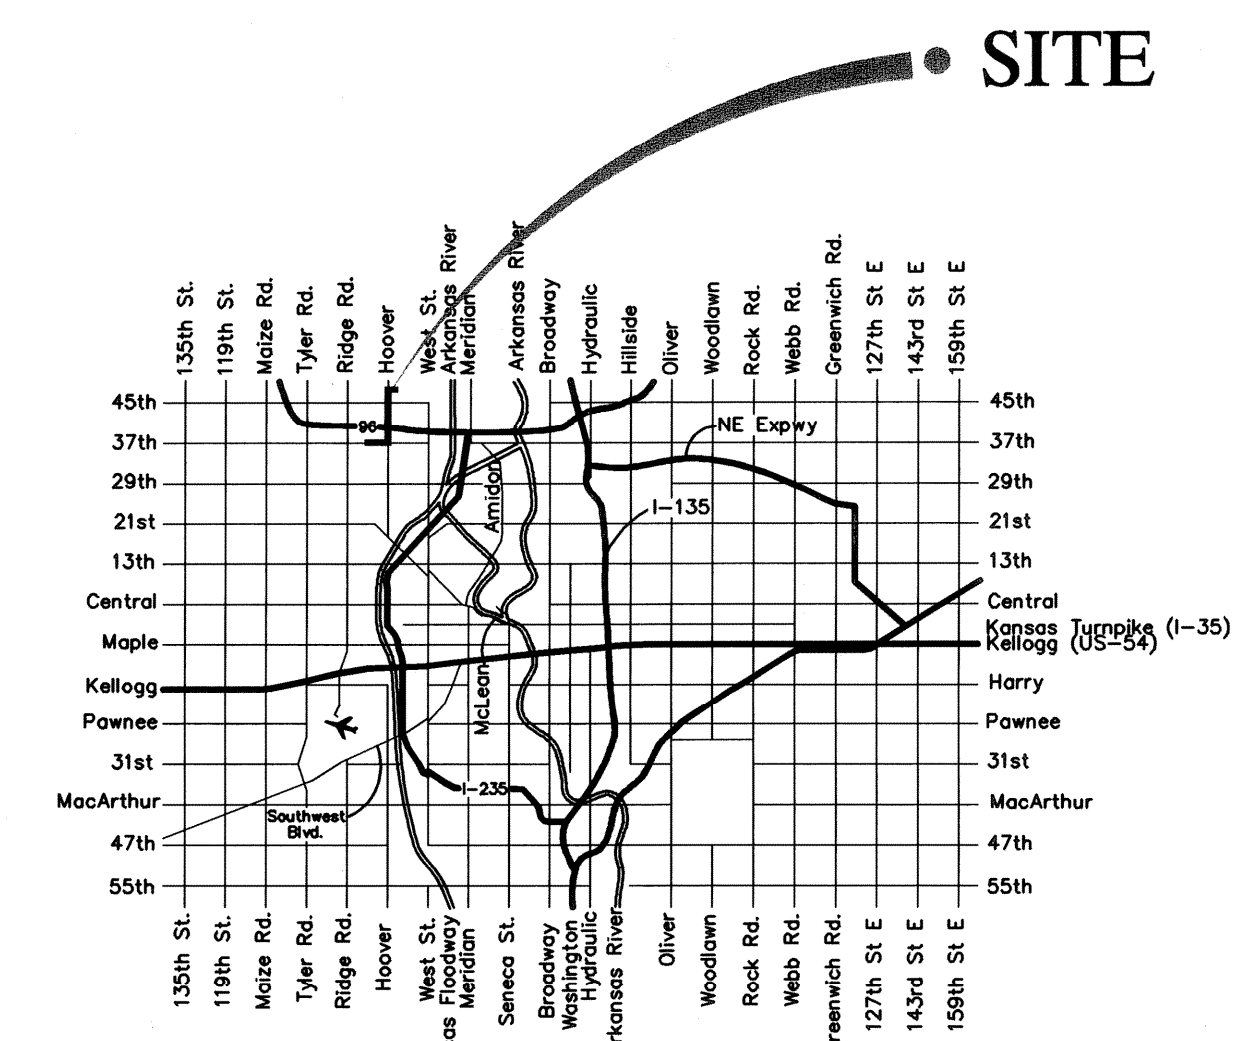 SITE
135th St.
119th St.
Maize Rd.
Tyler Rd.
Ridge Rd.
Hoover
West St.
Arkansas River
Meridian
Arkansas River
Broadway
Hydraulic
Hillside
Oliver
Woodlawn
Rock Rd.
Webb Rd.
Greenwich Rd.
127th St E
143rd St E
159th St E
45th
45th
96
NE Expwy
37th
37th
29th
Amidon
29th
I-135
21st
21st
13th
13th
Central
Central
Kansas Turnpike (I-35)
Maple
Kellogg (US-54)
Kellogg
Harry
McLean
Pawnee
Pawnee
31st
31st
I-235
MacArthur
MacArthur
Southwest
Blvd.
47th
47th
55th
55th
135th St.
119th St.
Maize Rd.
Tyler Rd.
Ridge Rd.
Hoover
West St.
as Floodway
Meridian
Seneca St.
Broadway
Washington
Hydraulic
rkansas River
Oliver
Woodlawn
Rock Rd.
Webb Rd.
reenwich Rd.
127th St E
143rd St E
159th St E